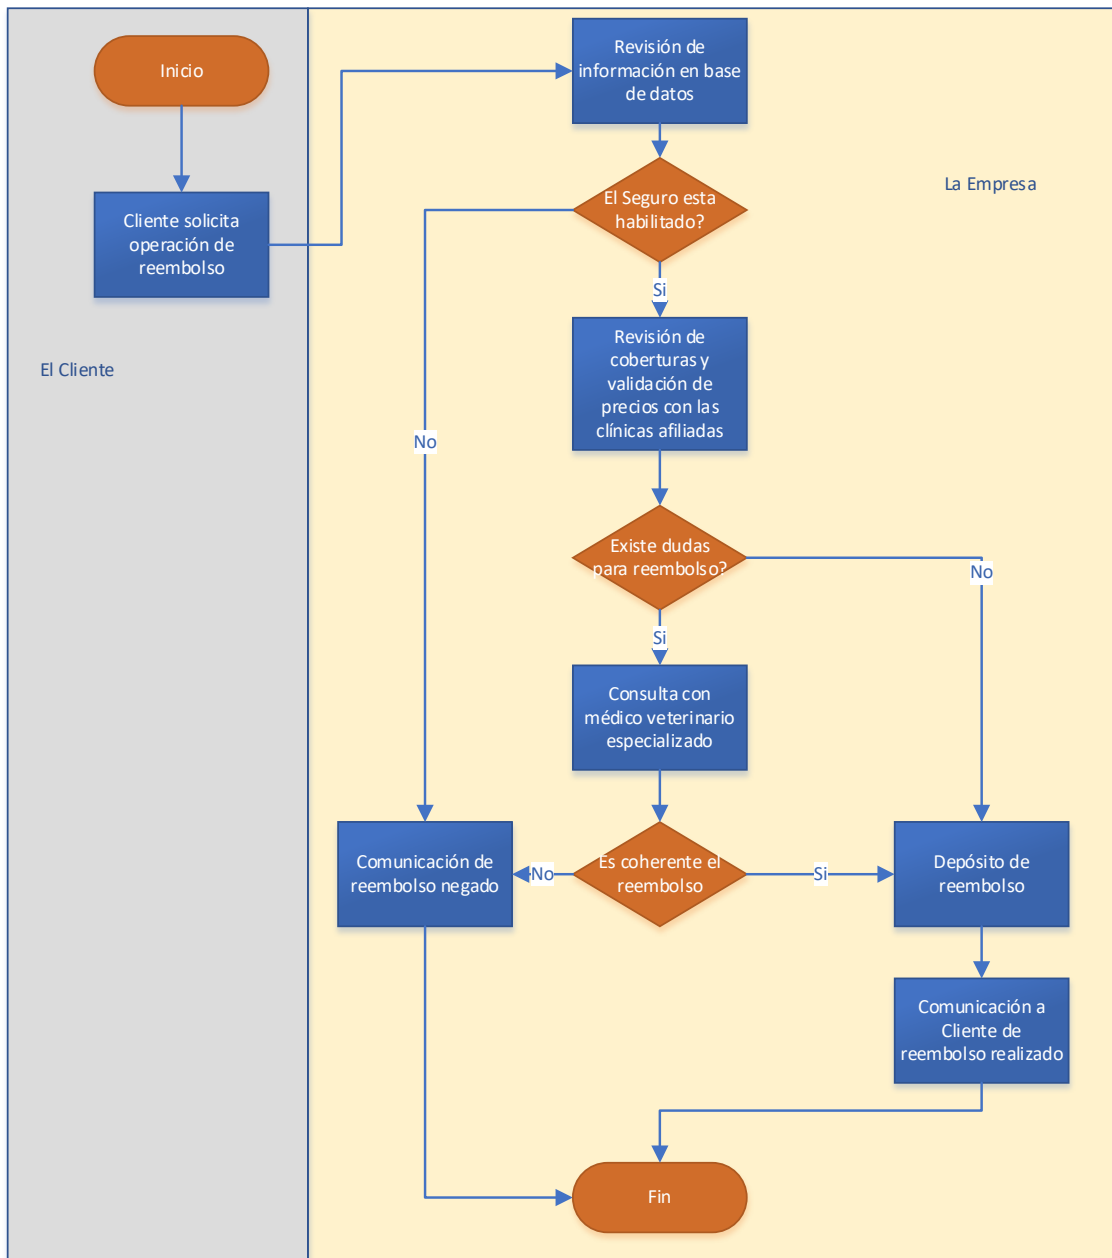 Inicio
Cliente solicita
operación de
reembolso
El Cliente
Revisión de
información en base
de datos
La Empresa
El Seguro esta
habilitado?
Si
No
Revisión de
coberturas y
validación de
precios con las
clínicas afiliadas
Existe dudas
para reembolso?
No
Si
Consulta con
médico veterinario
especializado
Es coherente el
reembolso
No
Si
Comunicación de
reembolso negado
Depósito de
reembolso
Comunicación a
Cliente de
reembolso realizado
Fin